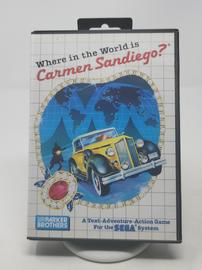 Where in the World is
Carmen Sandiego?®
PARKER
BROTHERS
A Text-Adventure-Action Game
For the SEGA System